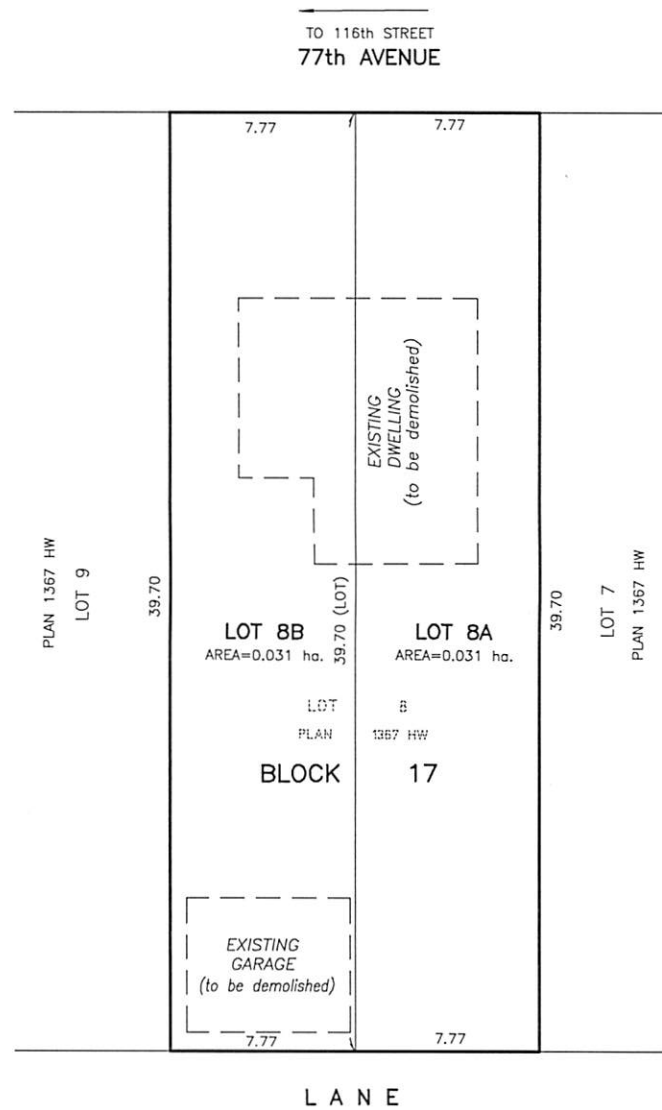 TO 116th STREET
77th AVENUE
7.77
7.77
EXISTING
DWELLING
(to be demolished)
PLAN 1367 HW
LOT 9
39.70
39.70 (LOT)
39.70
LOT 7
PLAN 1367 HW
LOT 8B
AREA=0.031 ha.
LOT 8A
AREA=0.031 ha.
LOT 8
PLAN 1367 HW
BLOCK 17
EXISTING
GARAGE
(to be demolished)
7.77
7.77
LANE